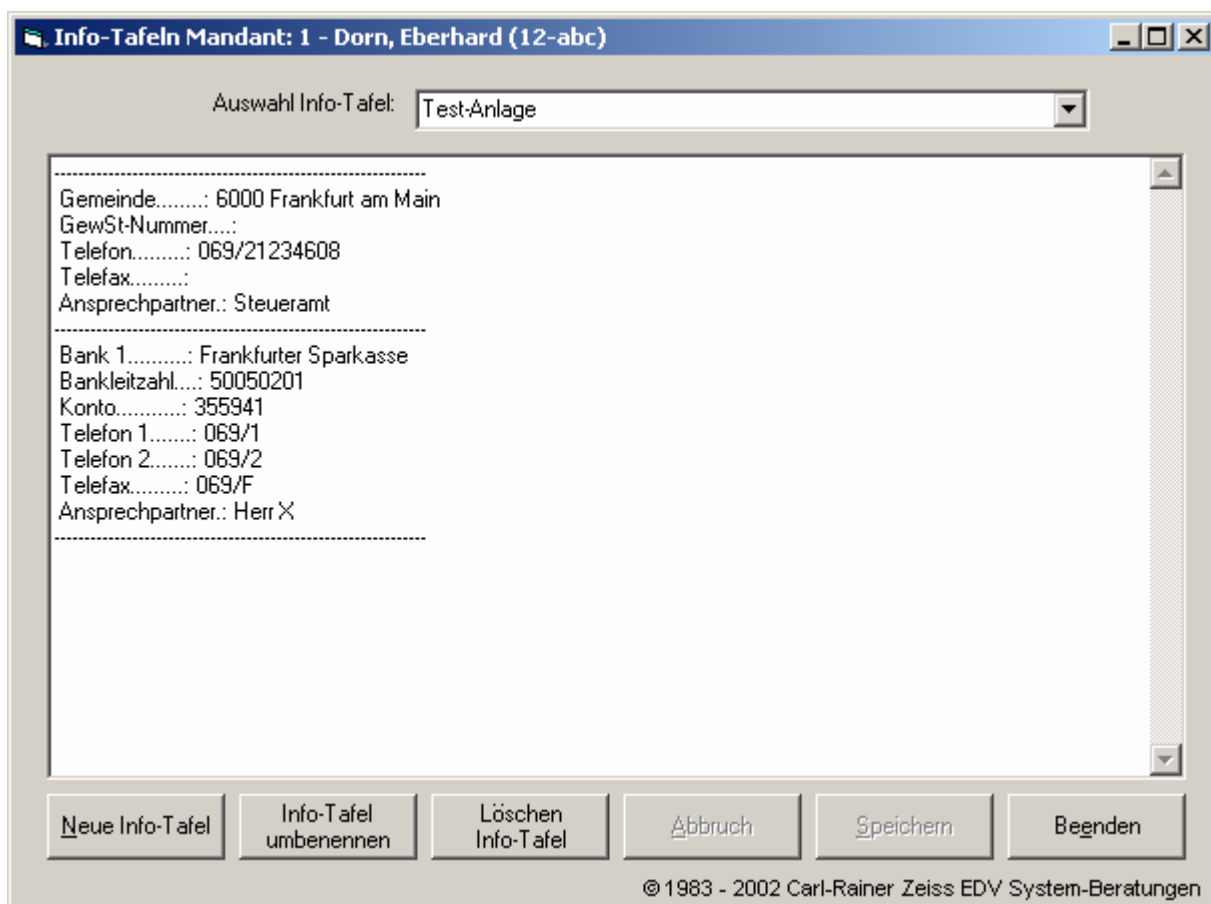 Info-Tafeln Mandant: 1 - Dorn, Eberhard (12-abc)
Auswahl Info-Tafel: Test-Anlage
--------------------------------------------------------------
Gemeinde........: 6000 Frankfurt am Main
GewSt-Nummer....:
Telefon.........: 069/21234608
Telefax.........:
Ansprechpartner.: Steueramt
--------------------------------------------------------------
Bank 1..........: Frankfurter Sparkasse
Bankleitzahl....: 50050201
Konto...........: 355941
Telefon 1.......: 069/1
Telefon 2.......: 069/2
Telefax.........: 069/F
Ansprechpartner.: Herr X
--------------------------------------------------------------
Neue Info-Tafel
Info-Tafel
umbenennen
Löschen
Info-Tafel
Abbruch
Speichern
Beenden
© 1983 - 2002 Carl-Rainer Zeiss EDV System-Beratungen